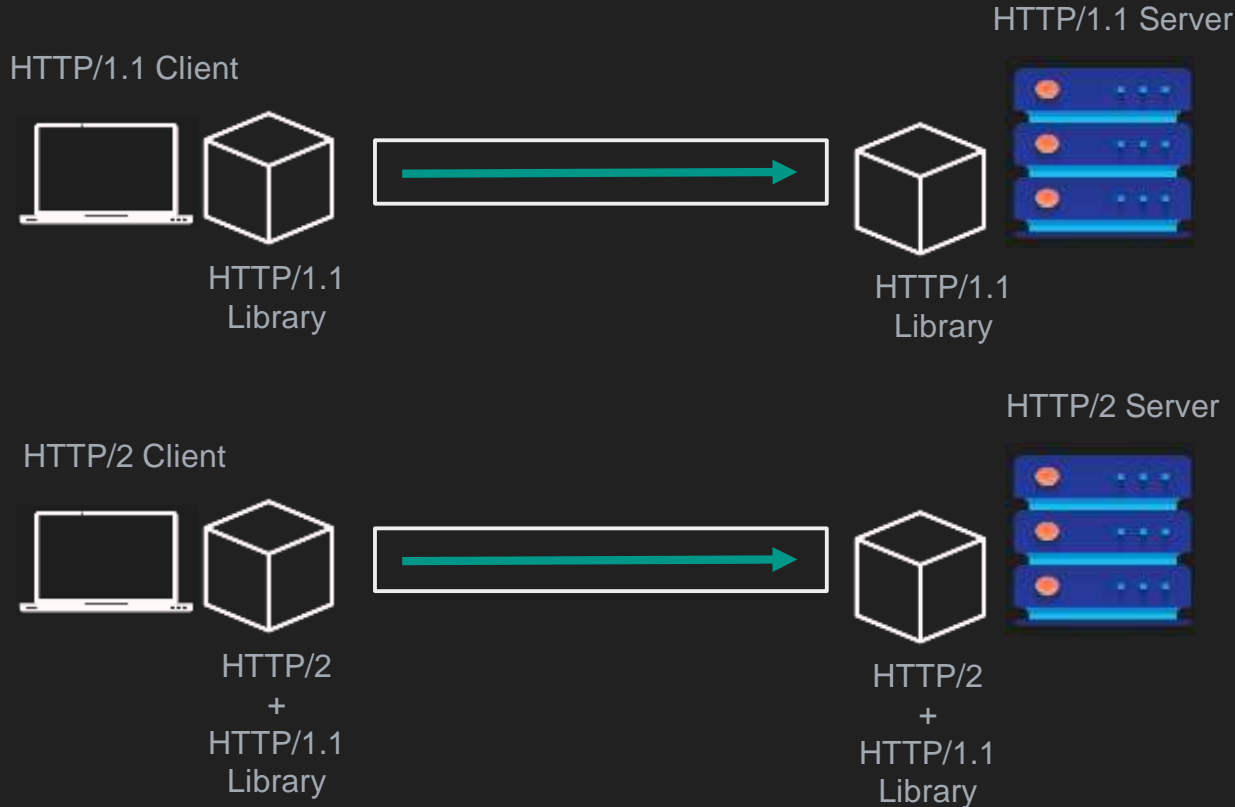 HTTP/1.1 Server
HTTP/1.1 Client
HTTP/1.1
Library
HTTP/1.1
Library
HTTP/2 Server
HTTP/2 Client
HTTP/2
+
HTTP/1.1
Library
HTTP/2
+
HTTP/1.1
Library